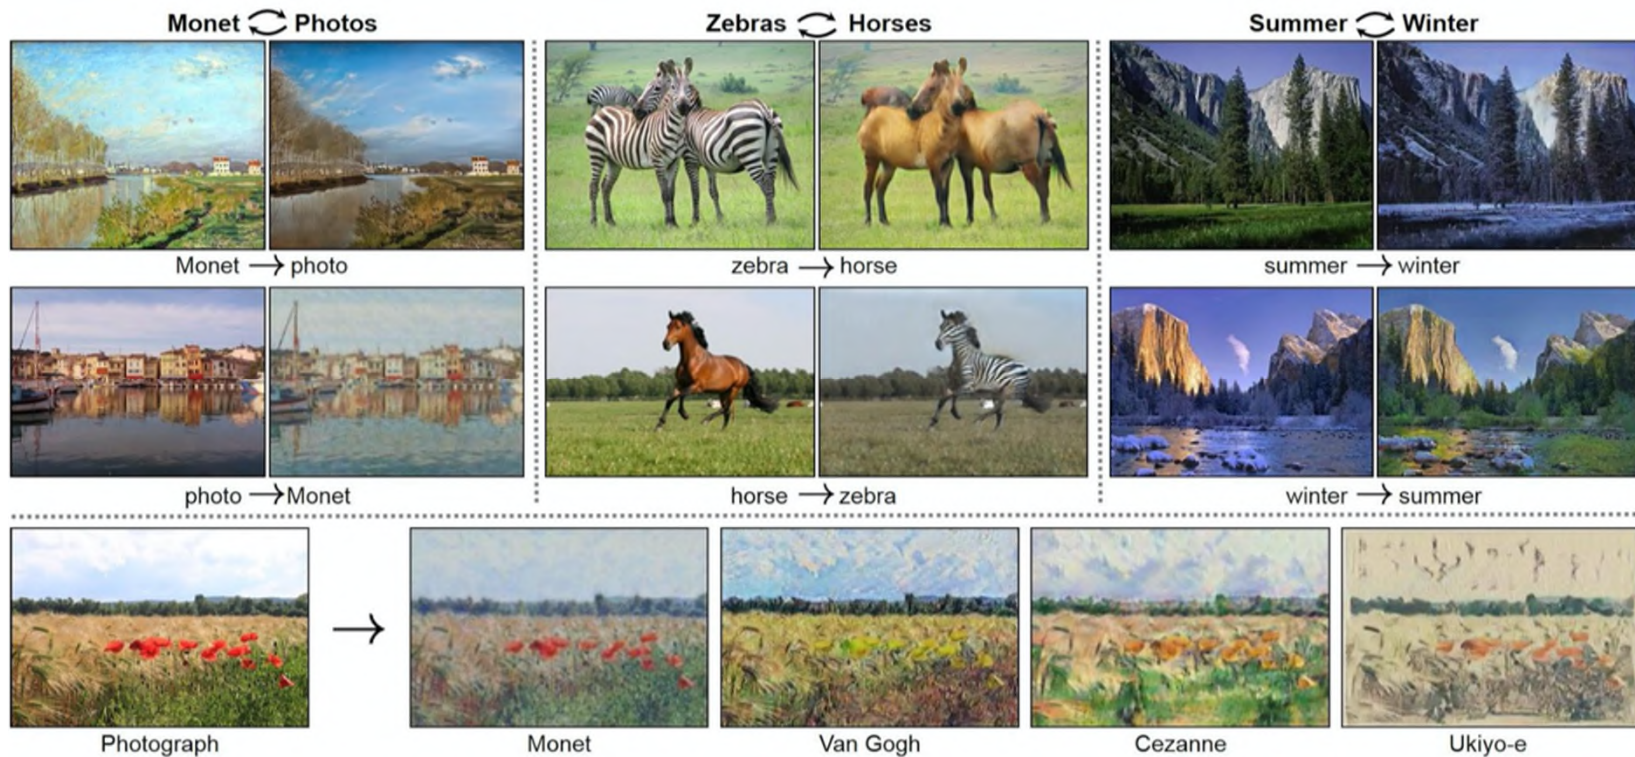 Monet ⇄ Photos
Zebras ⇄ Horses
Summer ⇄ Winter
Monet → photo
zebra → horse
summer → winter
photo → Monet
horse → zebra
winter → summer
Photograph
Monet
Van Gogh
Cezanne
Ukiyo-e